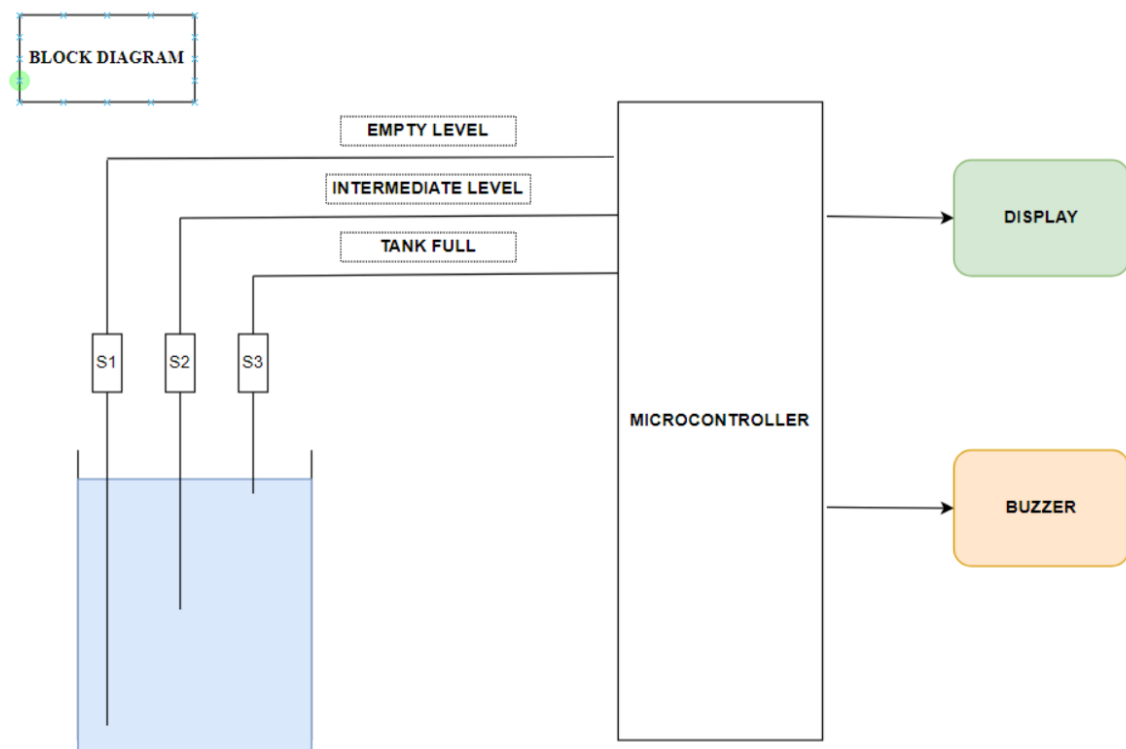 BLOCK DIAGRAM
EMPTY LEVEL
INTERMEDIATE LEVEL
TANK FULL
DISPLAY
S1
S2
S3
MICROCONTROLLER
BUZZER